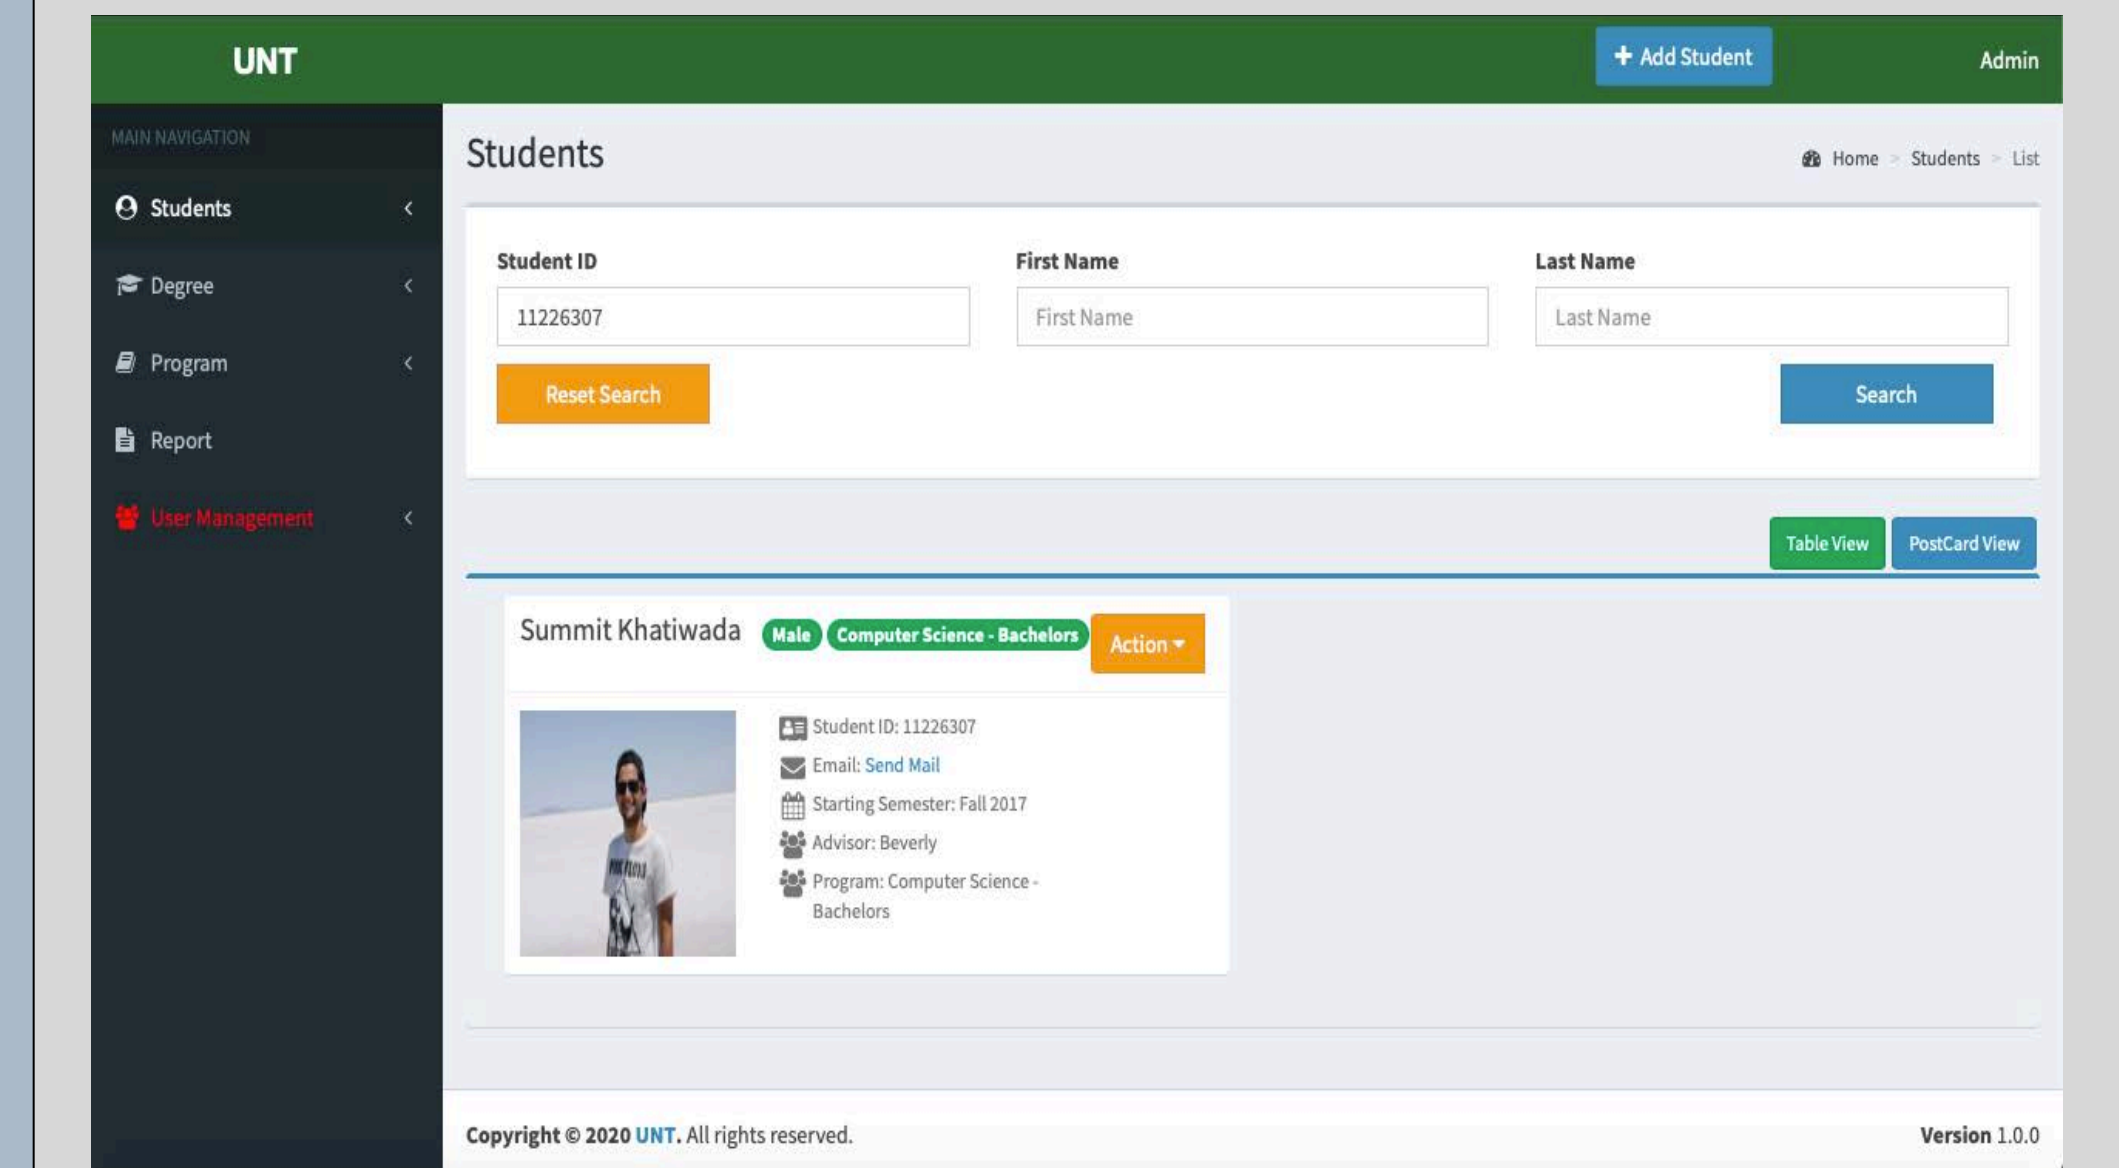 UNT
+ Add Student
Admin
MAIN NAVIGATION
Students
Degree
Program
Report
User Management
Students
Home > Students > List
Student ID
First Name
Last Name
11226307
First Name
Last Name
Reset Search
Search
Table View
PostCard View
Summit Khatiwada
Male
Computer Science - Bachelors
Action
Student ID: 11226307
Email: Send Mail
Starting Semester: Fall 2017
Advisor: Beverly
Program: Computer Science -
Bachelors
PINK FLOYD
Copyright © 2020 UNT. All rights reserved.
Version 1.0.0